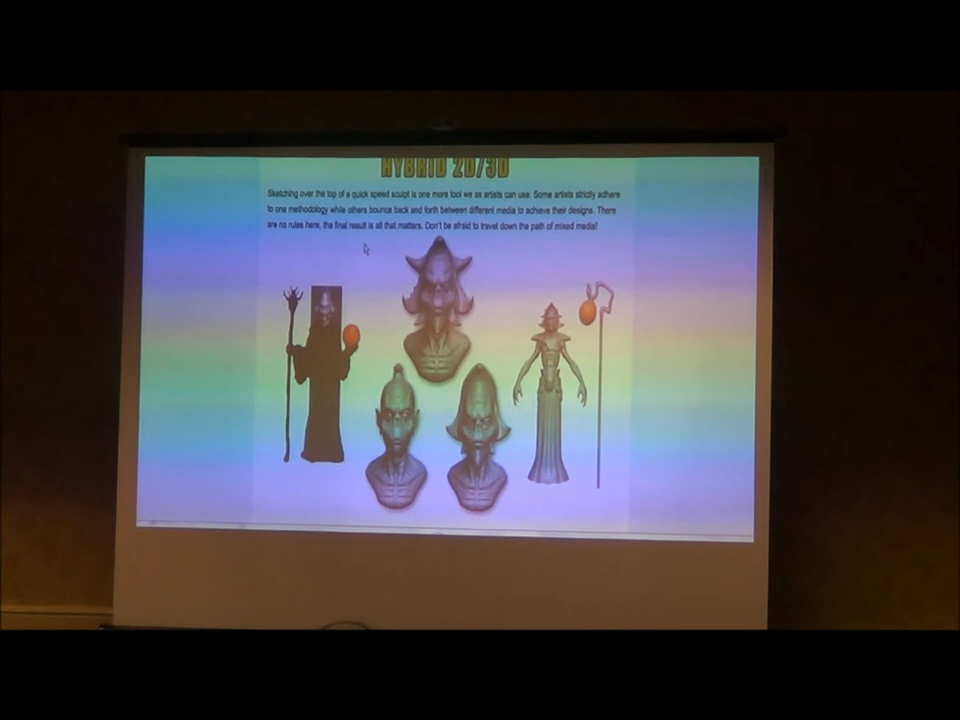 HYBRID 2D/3D
Sketching over the top of a quick speed sculpt is one more tool we as artists can use. Some artists strictly adhere
to one methodology while others bounce back and forth between different media to achieve their designs. There
are no rules here, the final result is all that matters. Don't be afraid to travel down the path of mixed media!